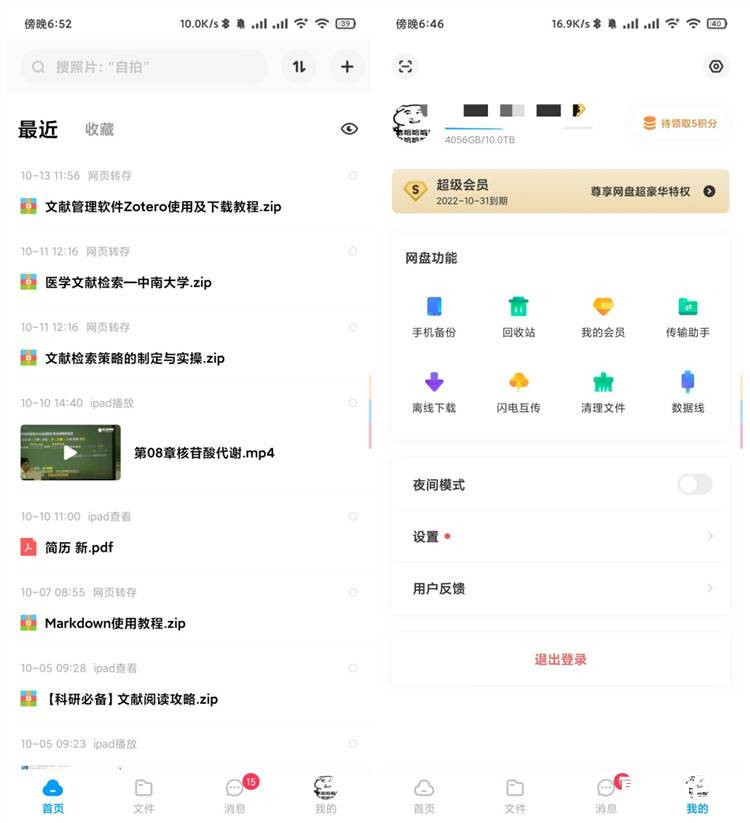 傍晚6:52
10.0K/s
39
搜照片: "自拍"
最近
收藏
10-13 11:56 网页转存
文献管理软件Zotero使用及下载教程.zip
10-11 12:16 网页转存
医学文献检索—中南大学.zip
10-11 12:16 网页转存
文献检索策略的制定与实操.zip
10-10 14:40 ipad播放
第08章核苷酸代谢.mp4
10-10 11:00 ipad查看
简历 新.pdf
10-07 08:55 网页转存
Markdown使用教程.zip
10-05 09:28 ipad查看
【科研必备】文献阅读攻略.zip
10-05 09:23 ipad播放
15
首页
文件
消息
我的
傍晚6:46
16.9K/s
40
4056GB/10.0TB
待领取5积分
超级会员
2022-10-31到期
尊享网盘超豪华特权
网盘功能
手机备份
回收站
我的会员
传输助手
离线下载
闪电互传
清理文件
数据线
夜间模式
设置
用户反馈
退出登录
首页
文件
消息
我的